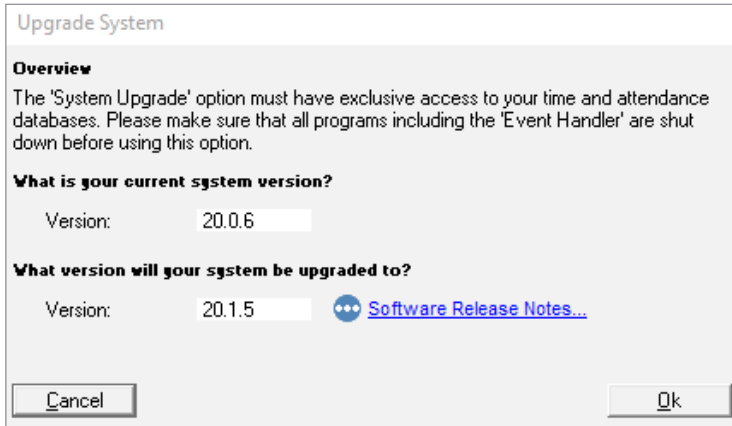 Upgrade System
Overview
The 'System Upgrade' option must have exclusive access to your time and attendance
databases. Please make sure that all programs including the 'Event Handler' are shut
down before using this option.
What is your current system version?
Version: 20.0.6
What version will your system be upgraded to?
Version: 20.1.5 Software Release Notes...
Cancel Ok